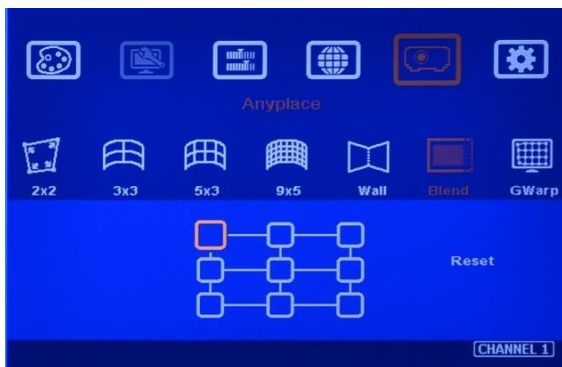 Anyplace
2x2 3x3 5x3 9x5 Wall Blend GWarp
Reset
CHANNEL 1